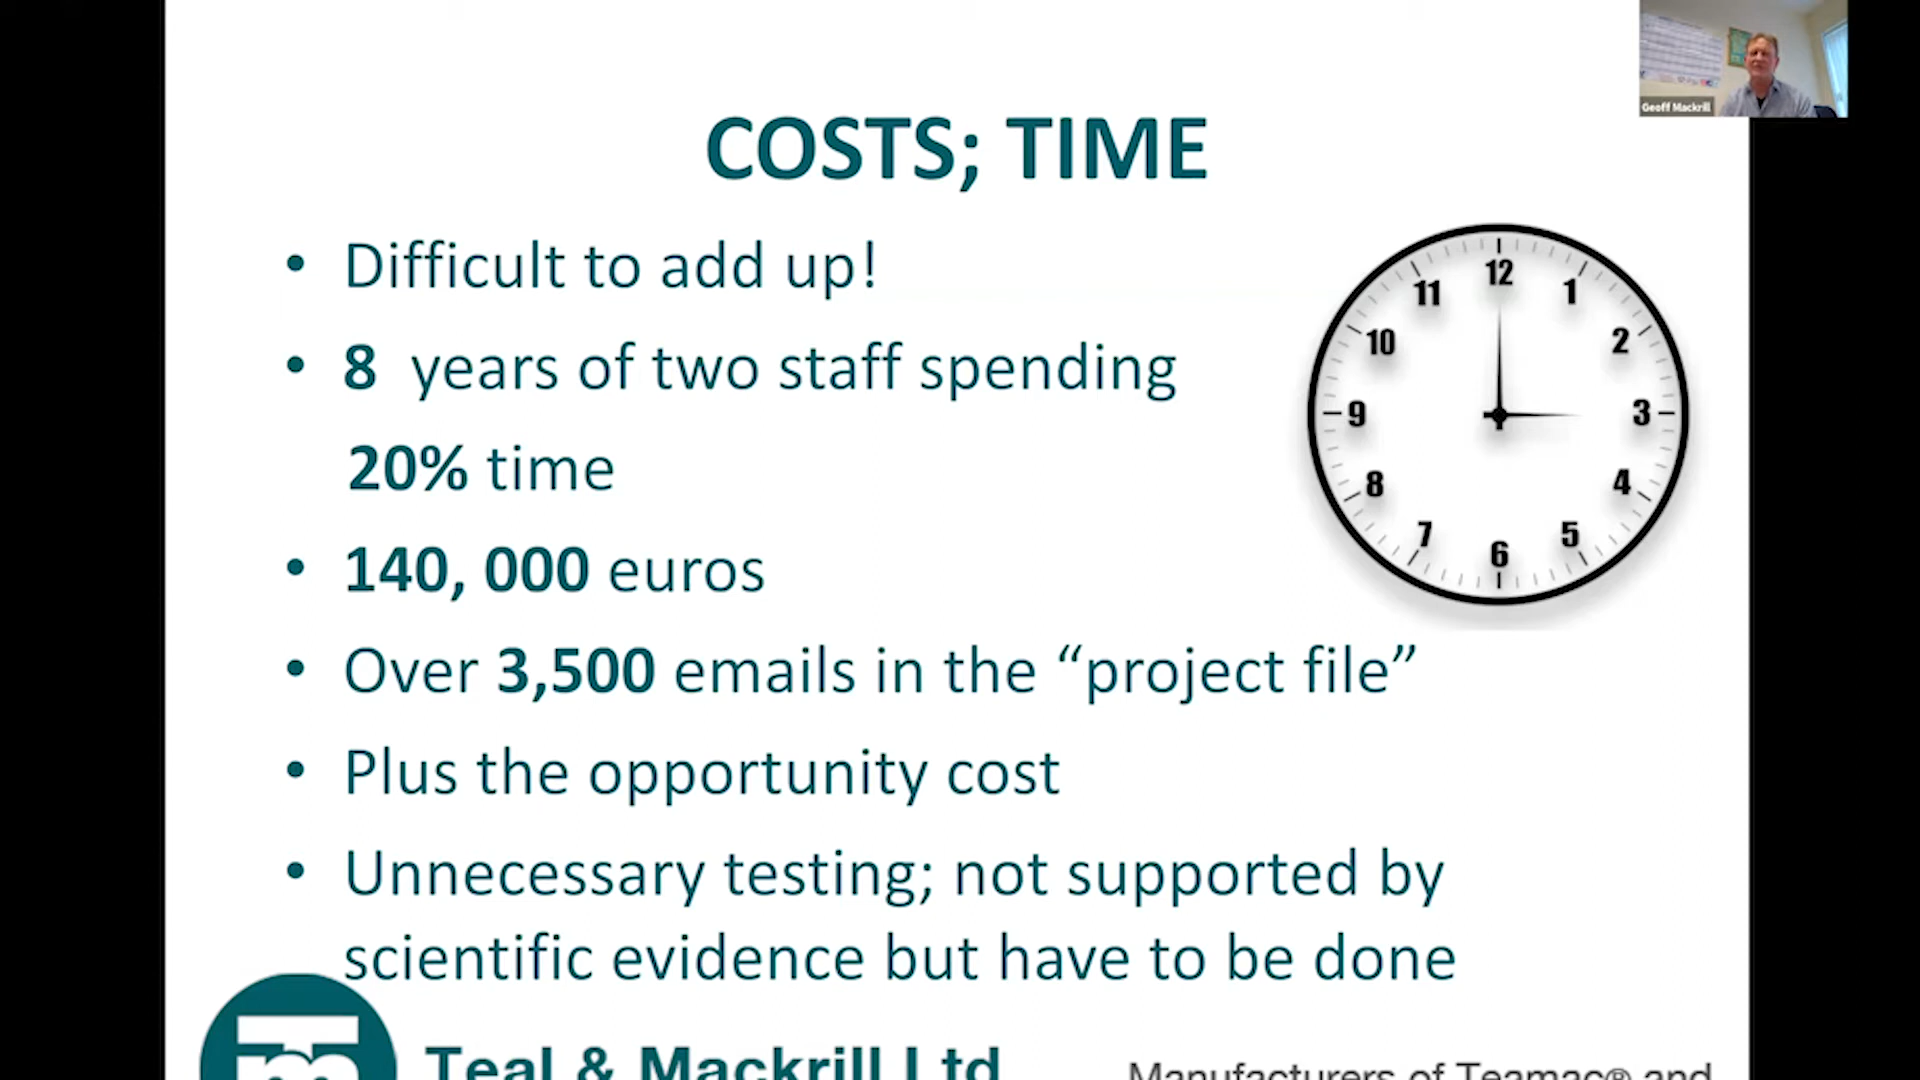 Geoff Mackrill
COSTS; TIME
• Difficult to add up!
• 8 years of two staff spending
20% time
• 140, 000 euros
• Over 3,500 emails in the “project file”
• Plus the opportunity cost
• Unnecessary testing; not supported by
scientific evidence but have to be done
12
1
2
3
4
5
6
7
8
9
10
11
Tm
Teal & Mackrill Ltd
Manufacturers of Teamac® and